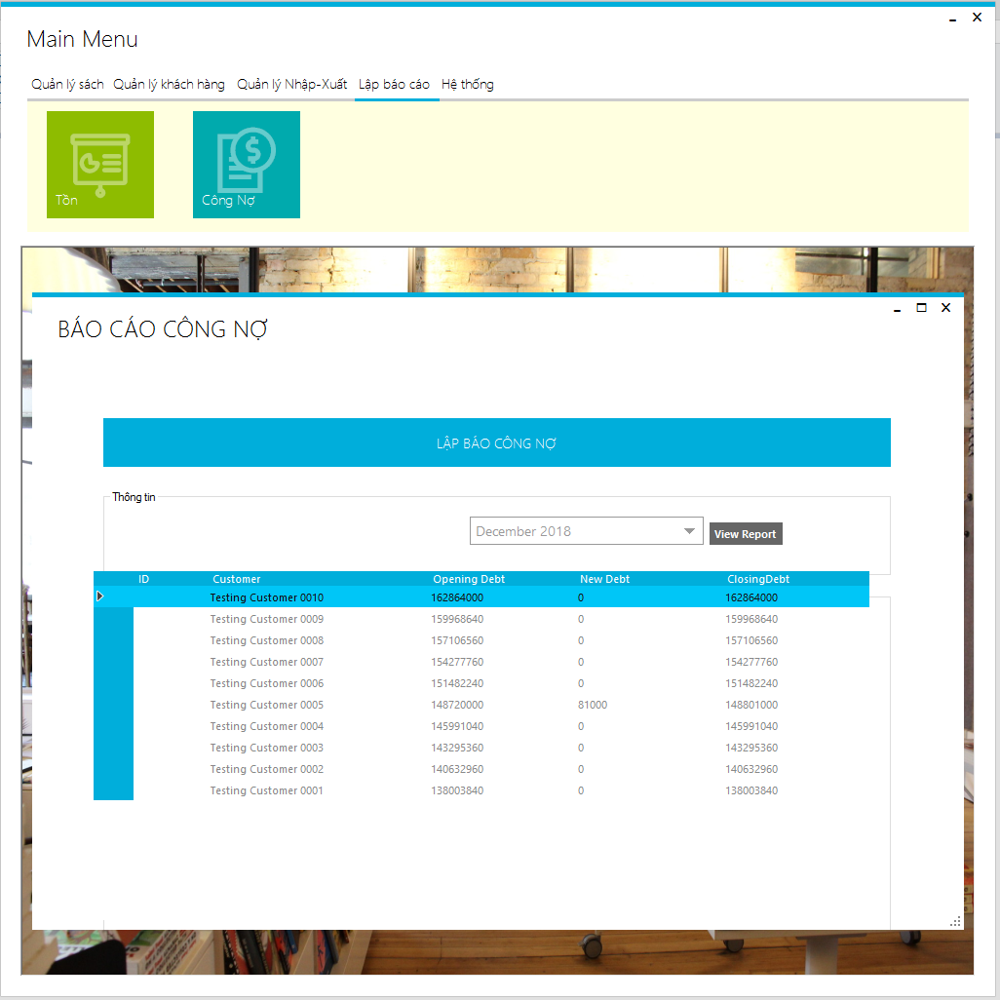 Main Menu
Quản lý sách Quản lý khách hàng Quản lý Nhập-Xuất Lập báo cáo Hệ thống
Tồn Công Nợ
BÁO CÁO CÔNG NỢ
LẬP BÁO CÔNG NỢ
Thông tin
December 2018 View Report
ID Customer Opening Debt New Debt ClosingDebt
Testing Customer 0010 162864000 0 162864000
Testing Customer 0009 159968640 0 159968640
Testing Customer 0008 157106560 0 157106560
Testing Customer 0007 154277760 0 154277760
Testing Customer 0006 151482240 0 151482240
Testing Customer 0005 148720000 81000 148801000
Testing Customer 0004 145991040 0 145991040
Testing Customer 0003 143295360 0 143295360
Testing Customer 0002 140632960 0 140632960
Testing Customer 0001 138003840 0 138003840